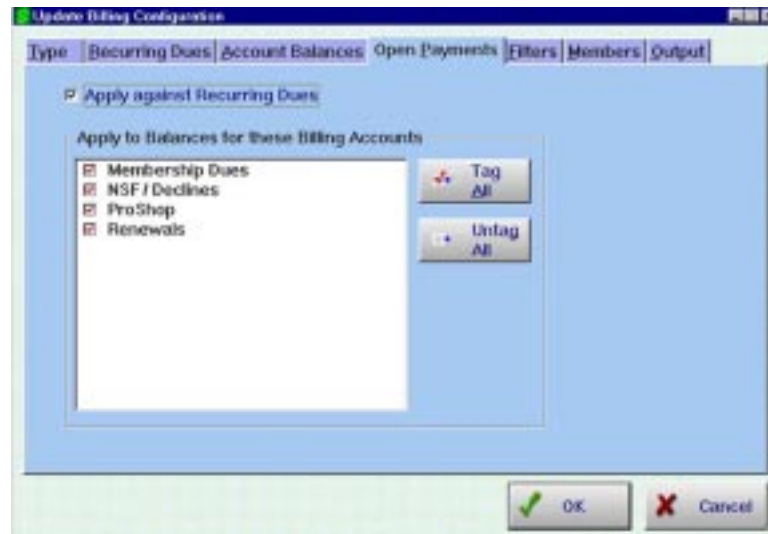 Update Billing Configuration
Type Recurring Dues Account Balances Open Payments Filters Members Output
Apply against Recurring Dues
Apply to Balances for these Billing Accounts
Membership Dues
NSF / Declines
ProShop
Renewals
Tag
All
Untag
All
OK
Cancel